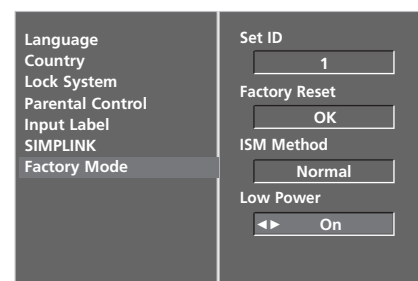 Language
Country
Lock System
Parental Control
Input Label
SIMPLINK
Factory Mode
Set ID
1
Factory Reset
OK
ISM Method
Normal
Low Power
◄► On